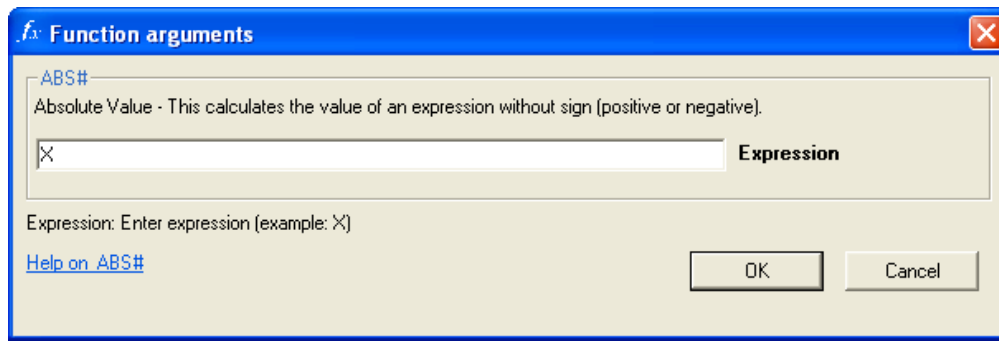 fx Function arguments
ABS#
Absolute Value - This calculates the value of an expression without sign (positive or negative).
X Expression
Expression: Enter expression (example: X)
Help on ABS#
OK Cancel